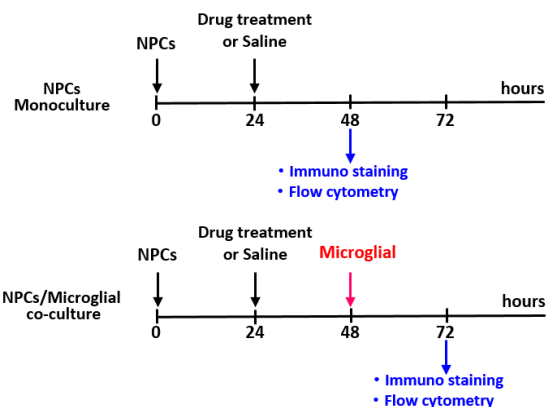 Drug treatment
or Saline
NPCs
NPCs
Monoculture
hours
0 24 48 72
• Immuno staining
• Flow cytometry
Drug treatment
or Saline
NPCs
Microglial
NPCs/Microglial
co-culture
hours
0 24 48 72
• Immuno staining
• Flow cytometry